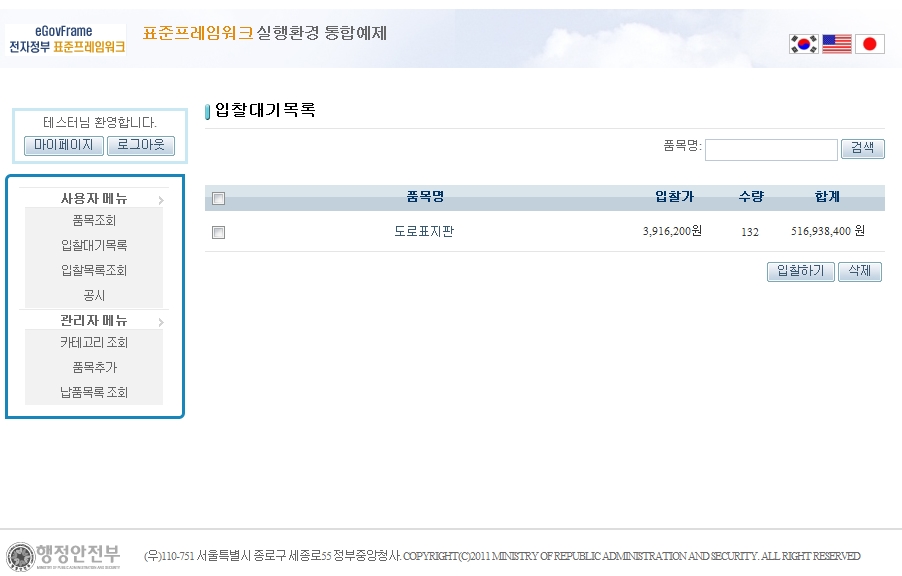 eGovFrame
전자정부 표준프레임워크
표준프레임워크 실행환경 통합예제
테스터님 환영합니다.
마이페이지 로그아웃
사용자 메뉴
품목조회
입찰대기목록
입찰목록조회
공시
관리자 메뉴
카테고리 조회
품목추가
납품목록 조회
입찰대기목록
품목명: 검색
품목명 입찰가 수량 합계
도로표지판 3,916,200원 132 516,938,400 원
입찰하기 삭제
행정안전부
MINISTRY OF PUBLIC ADMINISTRATION AND SECURITY
(우)110-751 서울특별시 종로구 세종로55 정부중앙청사. COPYRIGHT(C)2011 MINISTRY OF REPUBLIC ADMINISTRATION AND SECURITY. ALL RIGHT RESERVED